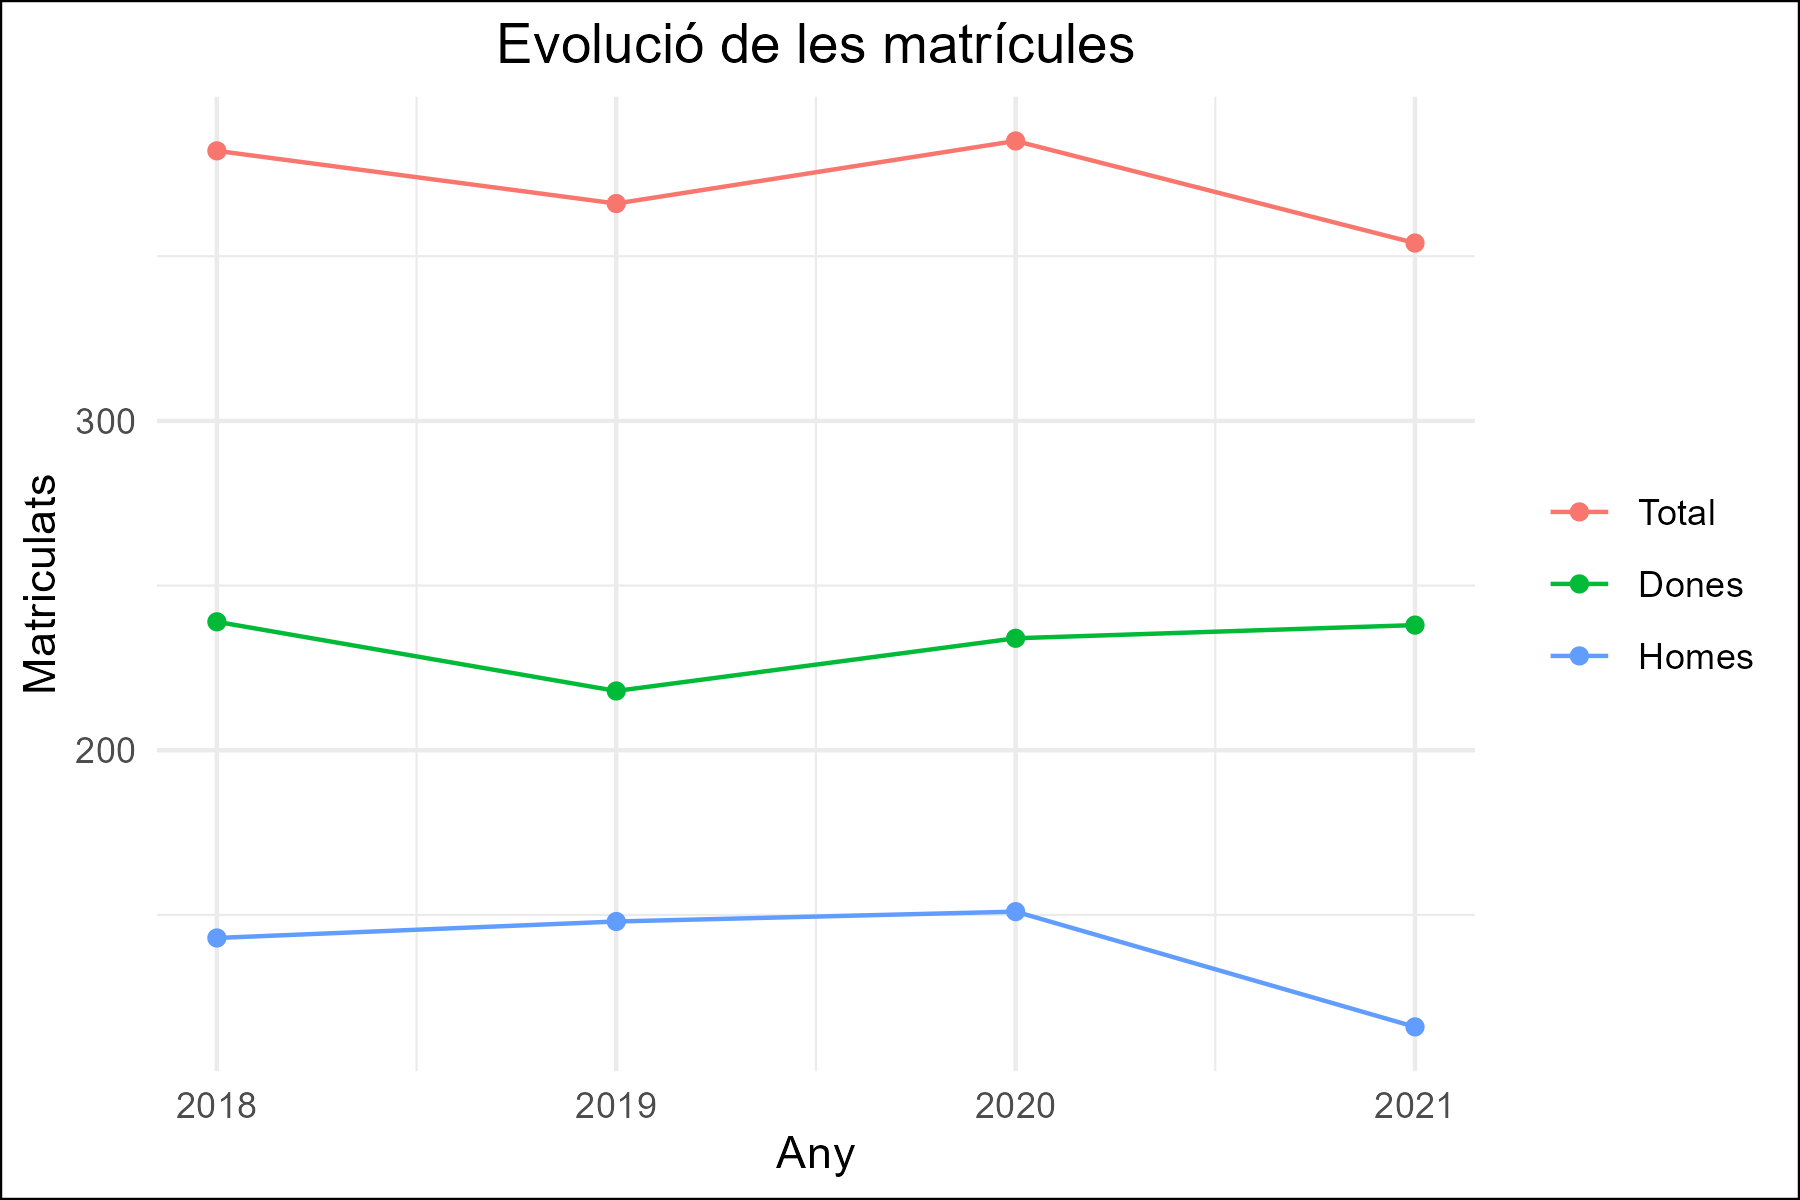 Evolució de les matrícules
Matriculats
300
200
2018
2019
2020
2021
Any
Total
Dones
Homes